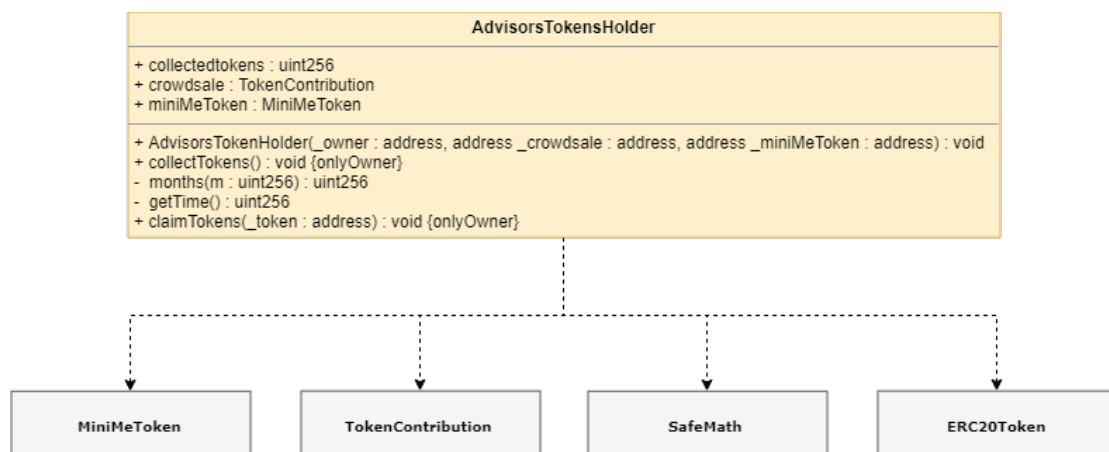 AdvisorsTokensHolder
+ collectedtokens : uint256
+ crowdsale : TokenContribution
+ miniMeToken : MiniMeToken
+ AdvisorsTokenHolder(_owner : address, address _crowdsale : address, address _miniMeToken : address) : void
+ collectTokens() : void {onlyOwner}
- months(m : uint256) : uint256
- getTime() : uint256
+ claimTokens(_token : address) : void {onlyOwner}
MiniMeToken
TokenContribution
SafeMath
ERC20Token